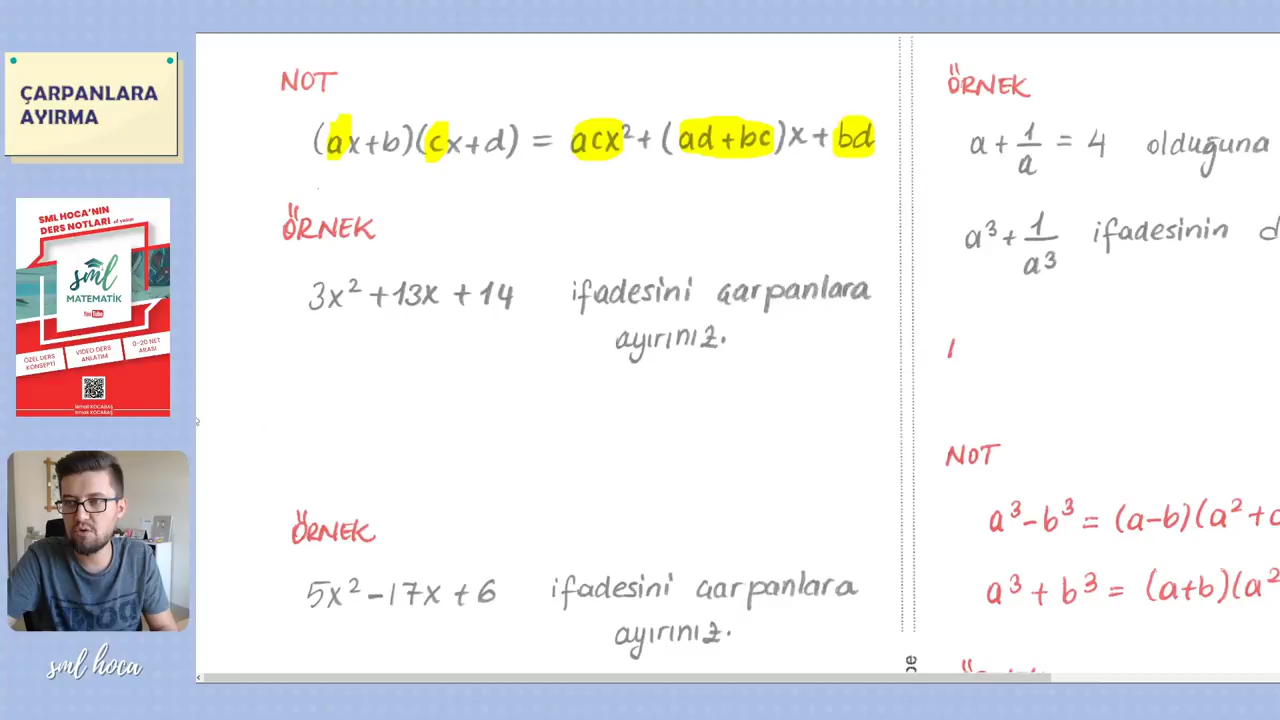 ÇARPANLARA
AYIRMA
SML HOCA'NIN
DERS NOTLARI
sml
MATEMATİK
YouTube
ÖZEL DERS
KONSEPTİ
VİDEO DERS
ANLATIM
0-20 NET
ARASI
İsmail KOCABAŞ
sml hoca
NOT
(ax+b)(cx+d) = acx²+(ad+bc)x+bd
ÖRNEK
3x²+13x+14 ifadesini çarpanlara
ayırınız.
ÖRNEK
5x²-17x+6 ifadesini çarpanlara
ayırınız.
ÖRNEK
a+1/a=4 olduğuna
a³+1/a³ ifadesinin d
NOT
a³-b³=(a-b)(a²+
a³+b³=(a+b)(a²